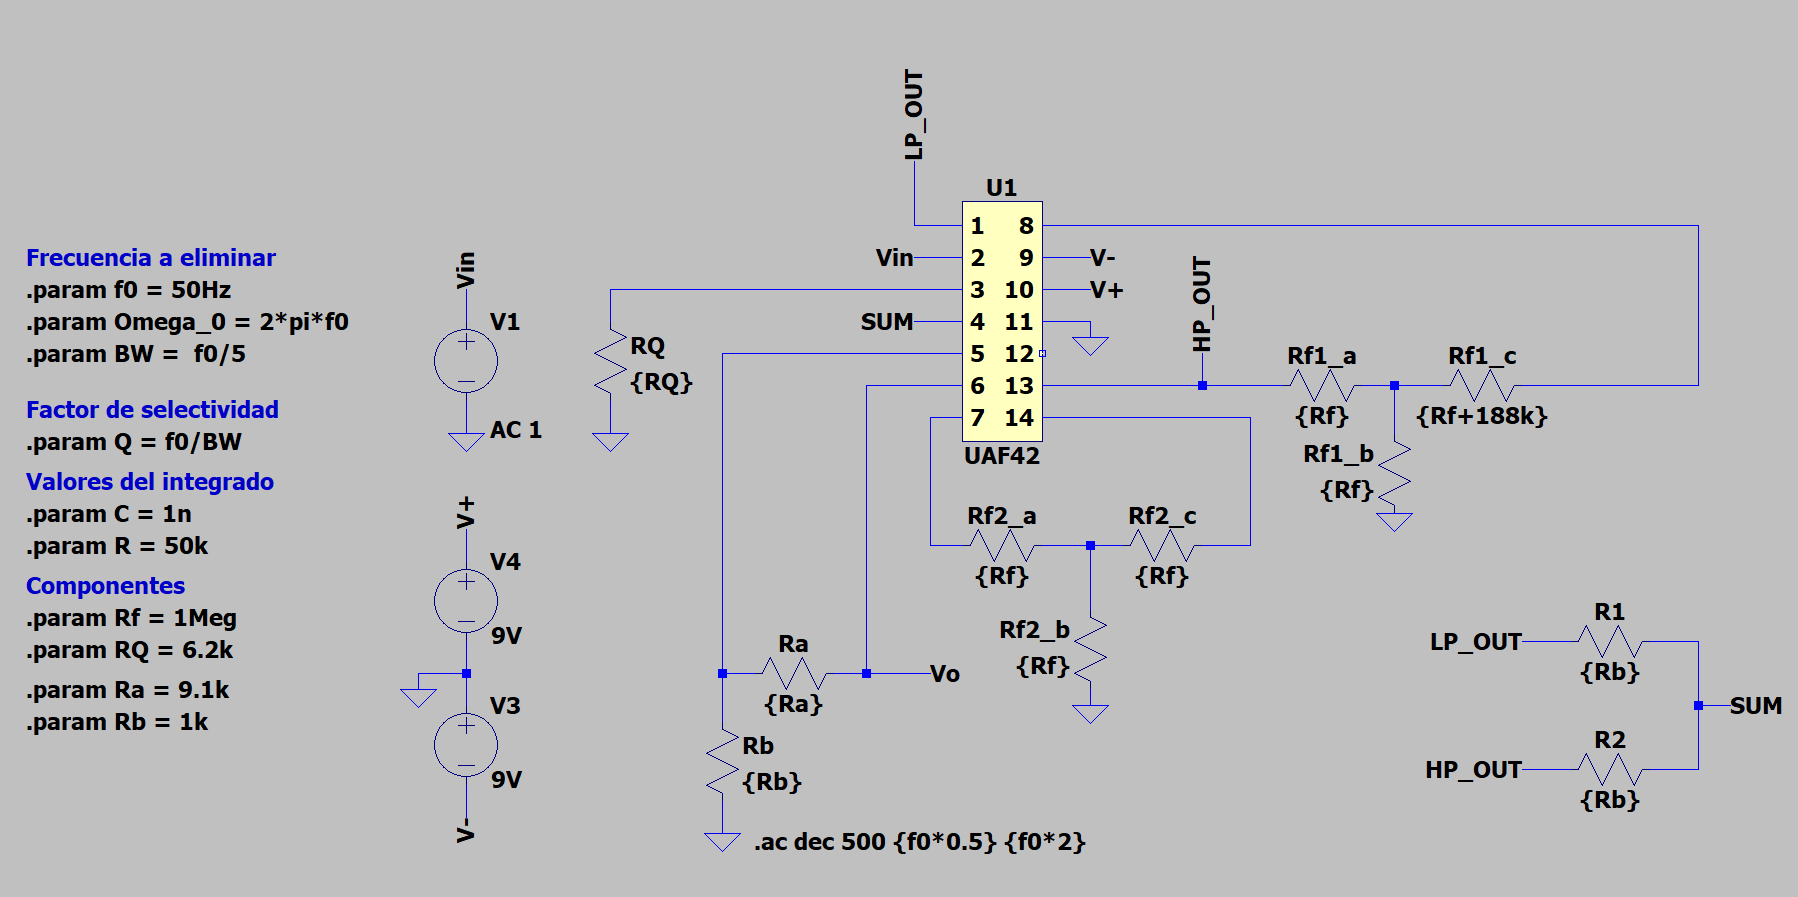 Frecuencia a eliminar
.param f0 = 50Hz
.param Omega_0 = 2*pi*f0
.param BW =  f0/5
Factor de selectividad
.param Q = f0/BW
Valores del integrado
.param C = 1n
.param R = 50k
Componentes
.param Rf = 1Meg
.param RQ = 6.2k
.param Ra = 9.1k
.param Rb = 1k
Vin
V1
AC 1
V+
V4
9V
V3
9V
V-
RQ
{RQ}
LP_OUT
U1
1 8
Vin 2 9 V-
3 10 V+
SUM 4 11
5 12
6 13
7 14
UAF42
HP_OUT
Rf1_a
{Rf}
Rf1_c
{Rf+188k}
Rf1_b
{Rf}
Rf2_a
{Rf}
Rf2_c
{Rf}
Rf2_b
{Rf}
Ra
{Ra}
Vo
Rb
{Rb}
.ac dec 500 {f0*0.5} {f0*2}
R1
LP_OUT
{Rb}
SUM
R2
HP_OUT
{Rb}